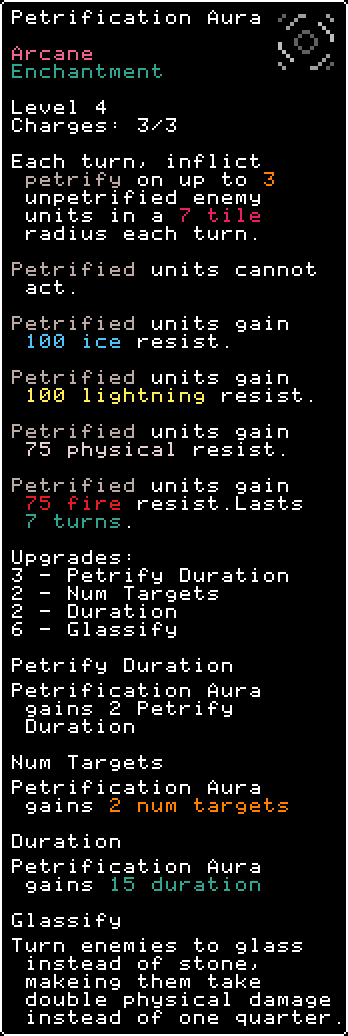 Petrification Aura
Arcane
Enchantment
Level 4
Charges: 3/3
Each turn, inflict
petrify on up to 3
unpetrified enemy
units in a 7 tile
radius each turn.
Petrified units cannot
act.
Petrified units gain
100 ice resist.
Petrified units gain
100 lightning resist.
Petrified units gain
75 physical resist.
Petrified units gain
75 fire resist.Lasts
7 turns.
Upgrades:
3 - Petrify Duration
2 - Num Targets
2 - Duration
6 - Glassify
Petrify Duration
Petrification Aura
gains 2 Petrify
Duration
Num Targets
Petrification Aura
gains 2 num targets
Duration
Petrification Aura
gains 15 duration
Glassify
Turn enemies to glass
instead of stone,
makeing them take
double physical damage
instead of one quarter.